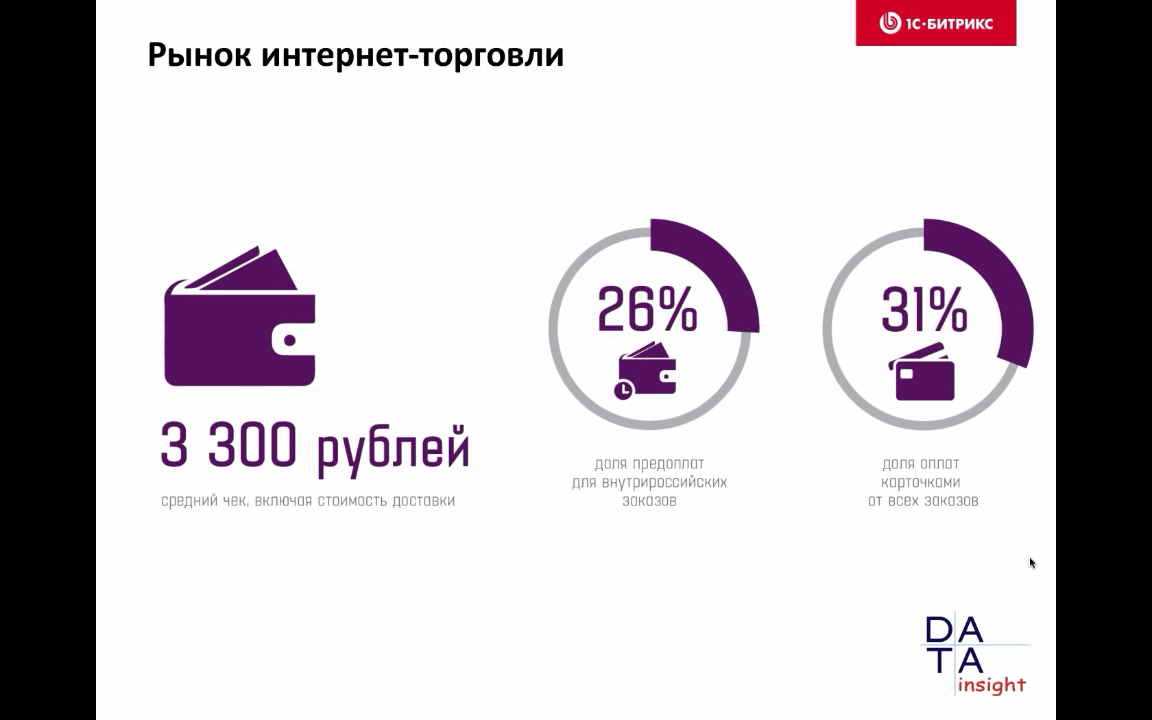 1С·БИТРИКС
Рынок интернет-торговли
3 300 рублей
средний чек, включая стоимость доставки
26%
доля предоплат
для внутрироссийских
заказов
31%
доля оплат
карточками
от всех заказов
DA
TA
insight